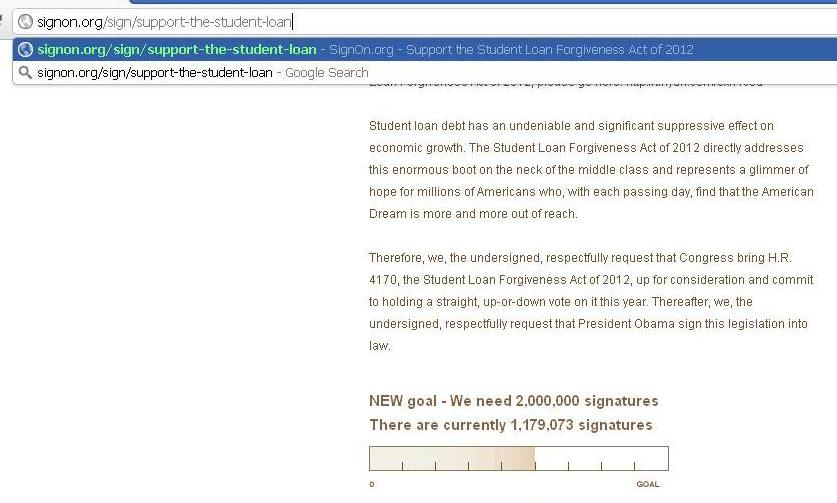 signon.org/sign/support-the-student-loan
signon.org/sign/support-the-student-loan - SignOn.org - Support the Student Loan Forgiveness Act of 2012
signon.org/sign/support-the-student-loan - Google Search
Student loan debt has an undeniable and significant suppressive effect on
economic growth. The Student Loan Forgiveness Act of 2012 directly addresses
this enormous boot on the neck of the middle class and represents a glimmer of
hope for millions of Americans who, with each passing day, find that the American
Dream is more and more out of reach.
Therefore, we, the undersigned, respectfully request that Congress bring H.R.
4170, the Student Loan Forgiveness Act of 2012, up for consideration and commit
to holding a straight, up-or-down vote on it this year. Thereafter, we, the
undersigned, respectfully request that President Obama sign this legislation into
law.
NEW goal - We need 2,000,000 signatures
There are currently 1,179,073 signatures
0 GOAL